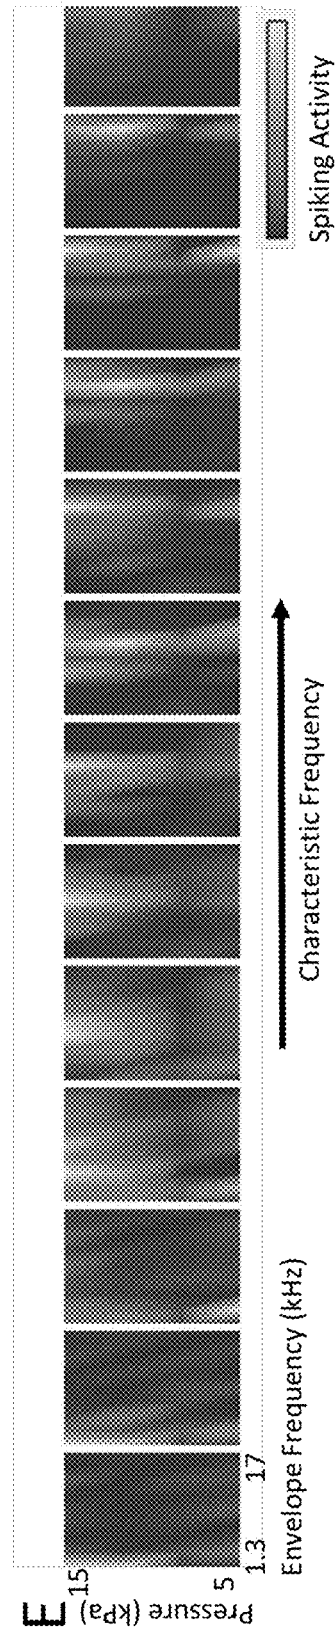 E
Pressure (kPa)
15
5
1.3 17
Envelope Frequency (kHz)
Characteristic Frequency
Spiking Activity